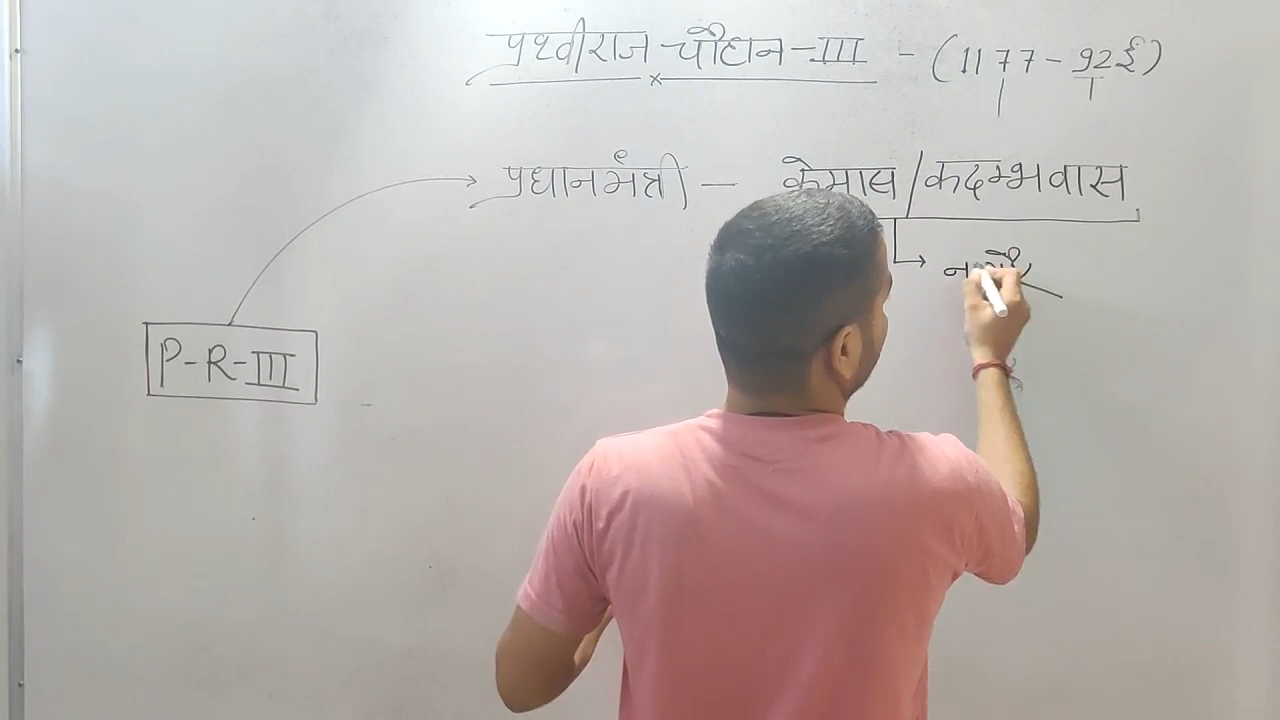 पृथ्वीराज चौहान-III - (1177-92ई)
प्रधानमंत्री - केमास/कदम्भवास
P-R-III